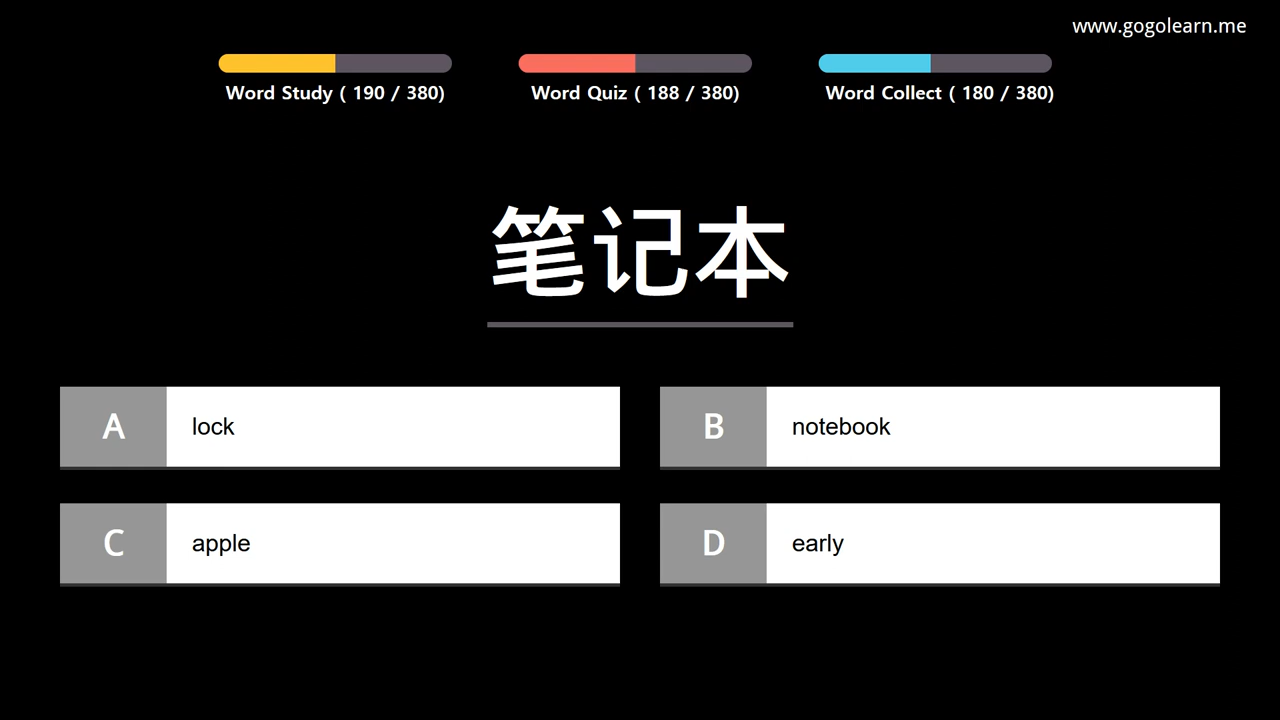 www.gogolearn.me
Word Study ( 190 / 380)
Word Quiz ( 188 / 380)
Word Collect ( 180 / 380)
笔记本
A lock
B notebook
C apple
D early